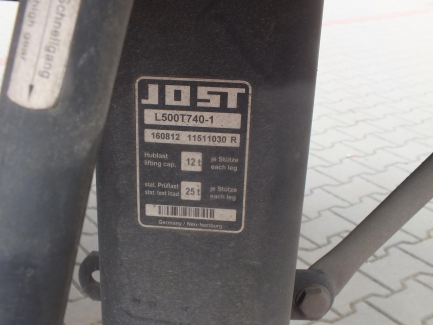 Schnellgang
high gear
JOST
L500T740-1
160812 11511030 R
Hublast
lifting cap.
12 t
je Stütze
each leg
stat. Prüflast
stat. test load
25 t
je Stütze
each leg
Germany / Neu-Isenburg